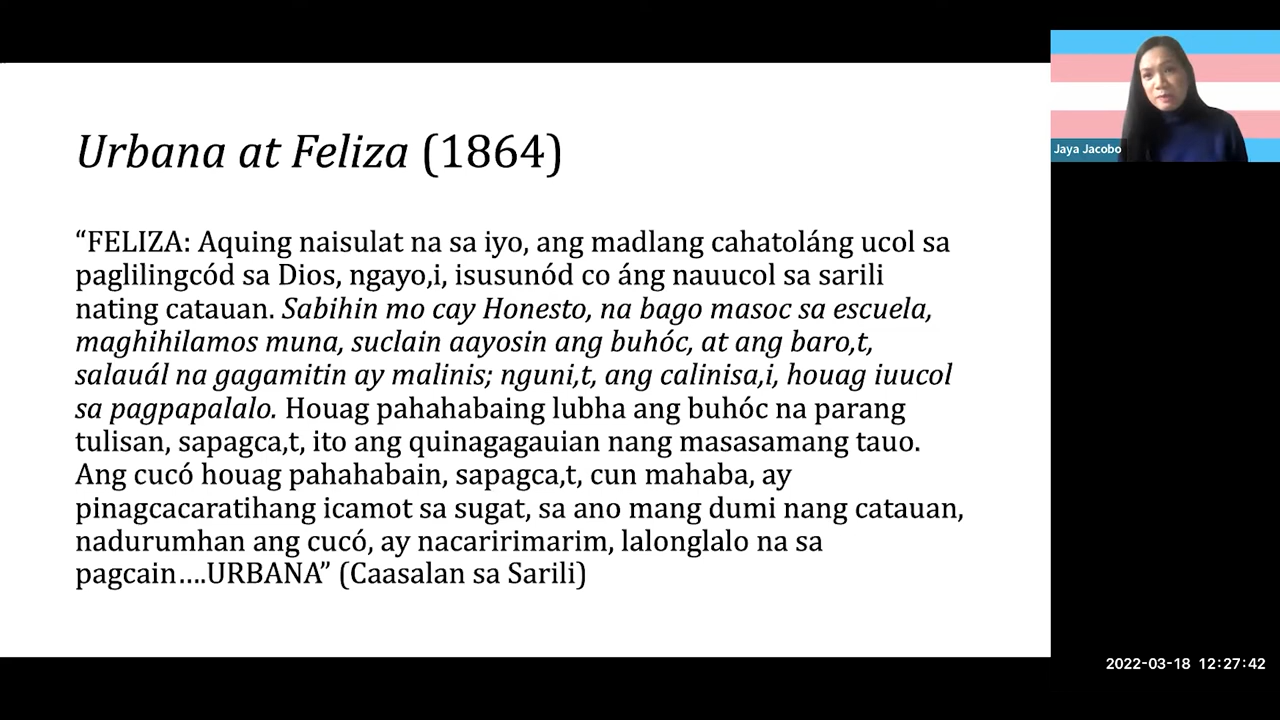 Urbana at Feliza (1864)
“FELIZA: Aquing naisulat na sa iyo, ang madlang cahatoláng ucol sa
paglilingcód sa Dios, ngayo,i, isusunód co áng nauucol sa sarili
nating catauan. Sabihin mo cay Honesto, na bago masoc sa escuela,
maghihilamos muna, suclain aayosin ang buhóc, at ang baro,t,
salauál na gagamitin ay malinis; nguni,t, ang calinisa,i, houag iuucol
sa pagpapalalo. Houag pahahabaing lubha ang buhóc na parang
tulisan, sapagca,t, ito ang quinagagauian nang masasamang tauo.
Ang cucó houag pahahabain, sapagca,t, cun mahaba, ay
pinagcacaratihang icamot sa sugat, sa ano mang dumi nang catauan,
nadurumhan ang cucó, ay nacaririmarim, lalonglalo na sa
pagcain….URBANA” (Caasalan sa Sarili)
Jaya Jacobo
2022-03-18 12:27:42